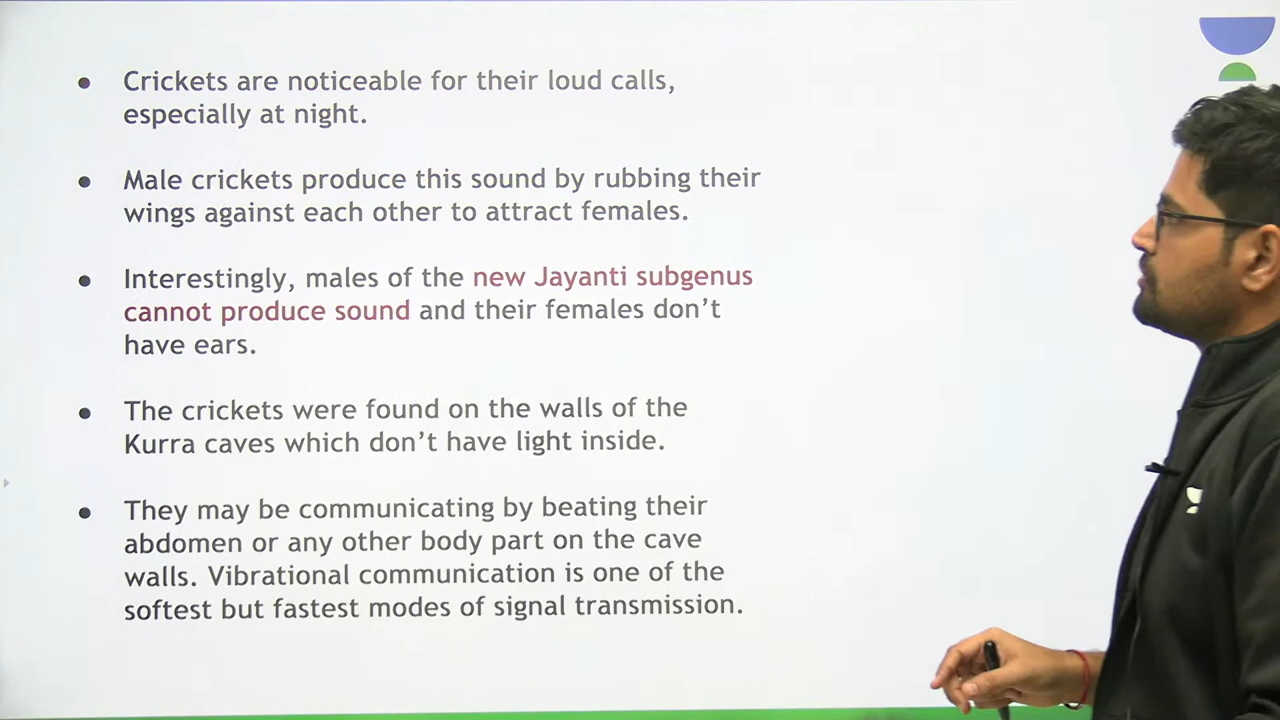 ● Crickets are noticeable for their loud calls,
especially at night.
● Male crickets produce this sound by rubbing their
wings against each other to attract females.
● Interestingly, males of the new Jayanti subgenus
cannot produce sound and their females don’t
have ears.
● The crickets were found on the walls of the
Kurra caves which don’t have light inside.
● They may be communicating by beating their
abdomen or any other body part on the cave
walls. Vibrational communication is one of the
softest but fastest modes of signal transmission.